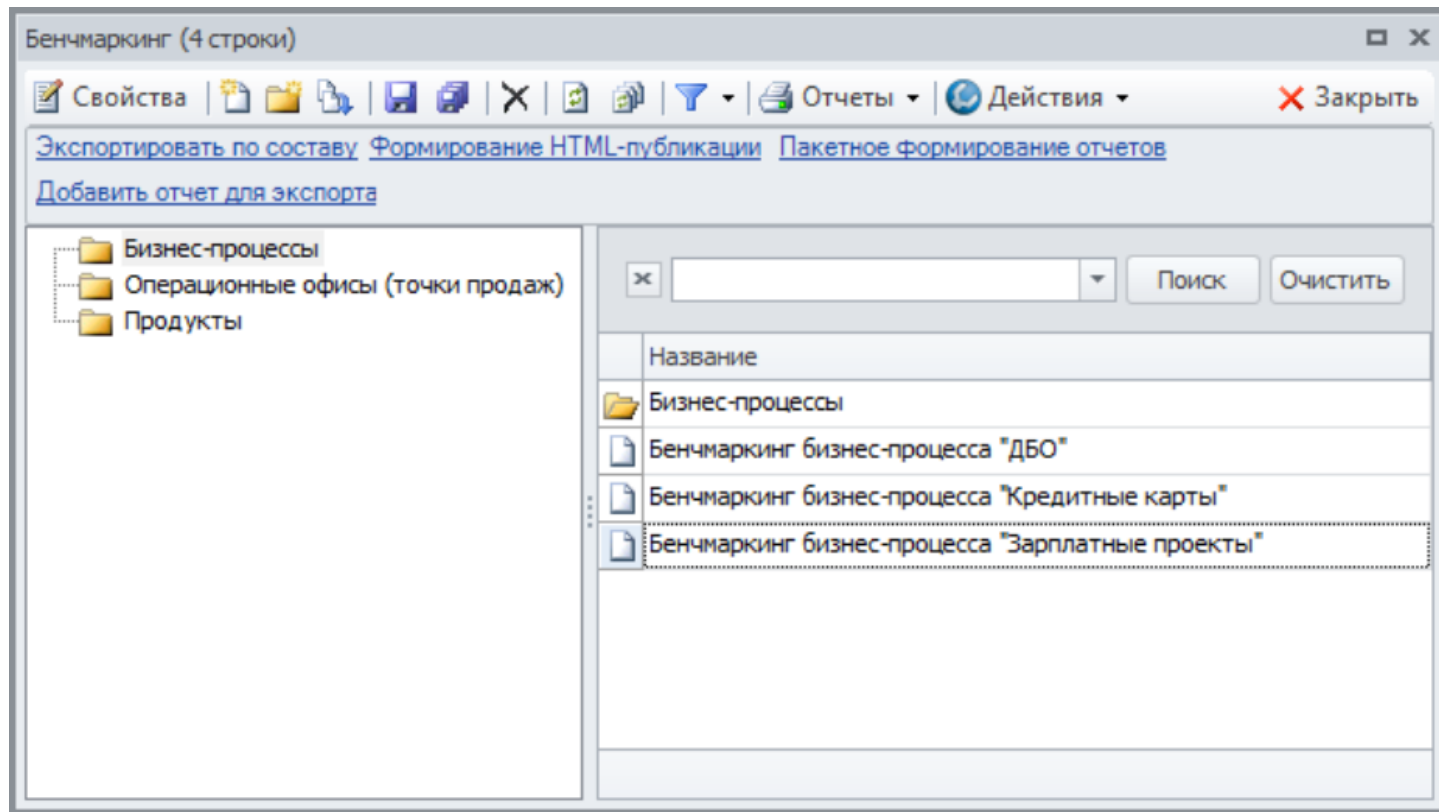 Бенчмаркинг (4 строки)
Свойства Отчеты Действия Закрыть
Экспортировать по составу Формирование HTML-публикации Пакетное формирование отчетов
Добавить отчет для экспорта
Бизнес-процессы
Операционные офисы (точки продаж)
Продукты
Поиск Очистить
Название
Бизнес-процессы
Бенчмаркинг бизнес-процесса "ДБО"
Бенчмаркинг бизнес-процесса "Кредитные карты"
Бенчмаркинг бизнес-процесса "Зарплатные проекты"